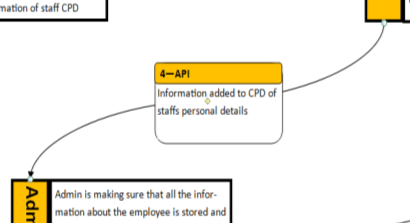 mation of staff CPD
4—API
Information added to CPD of
staffs personal details
Adm
Admin is making sure that all the infor-
mation about the employee is stored and